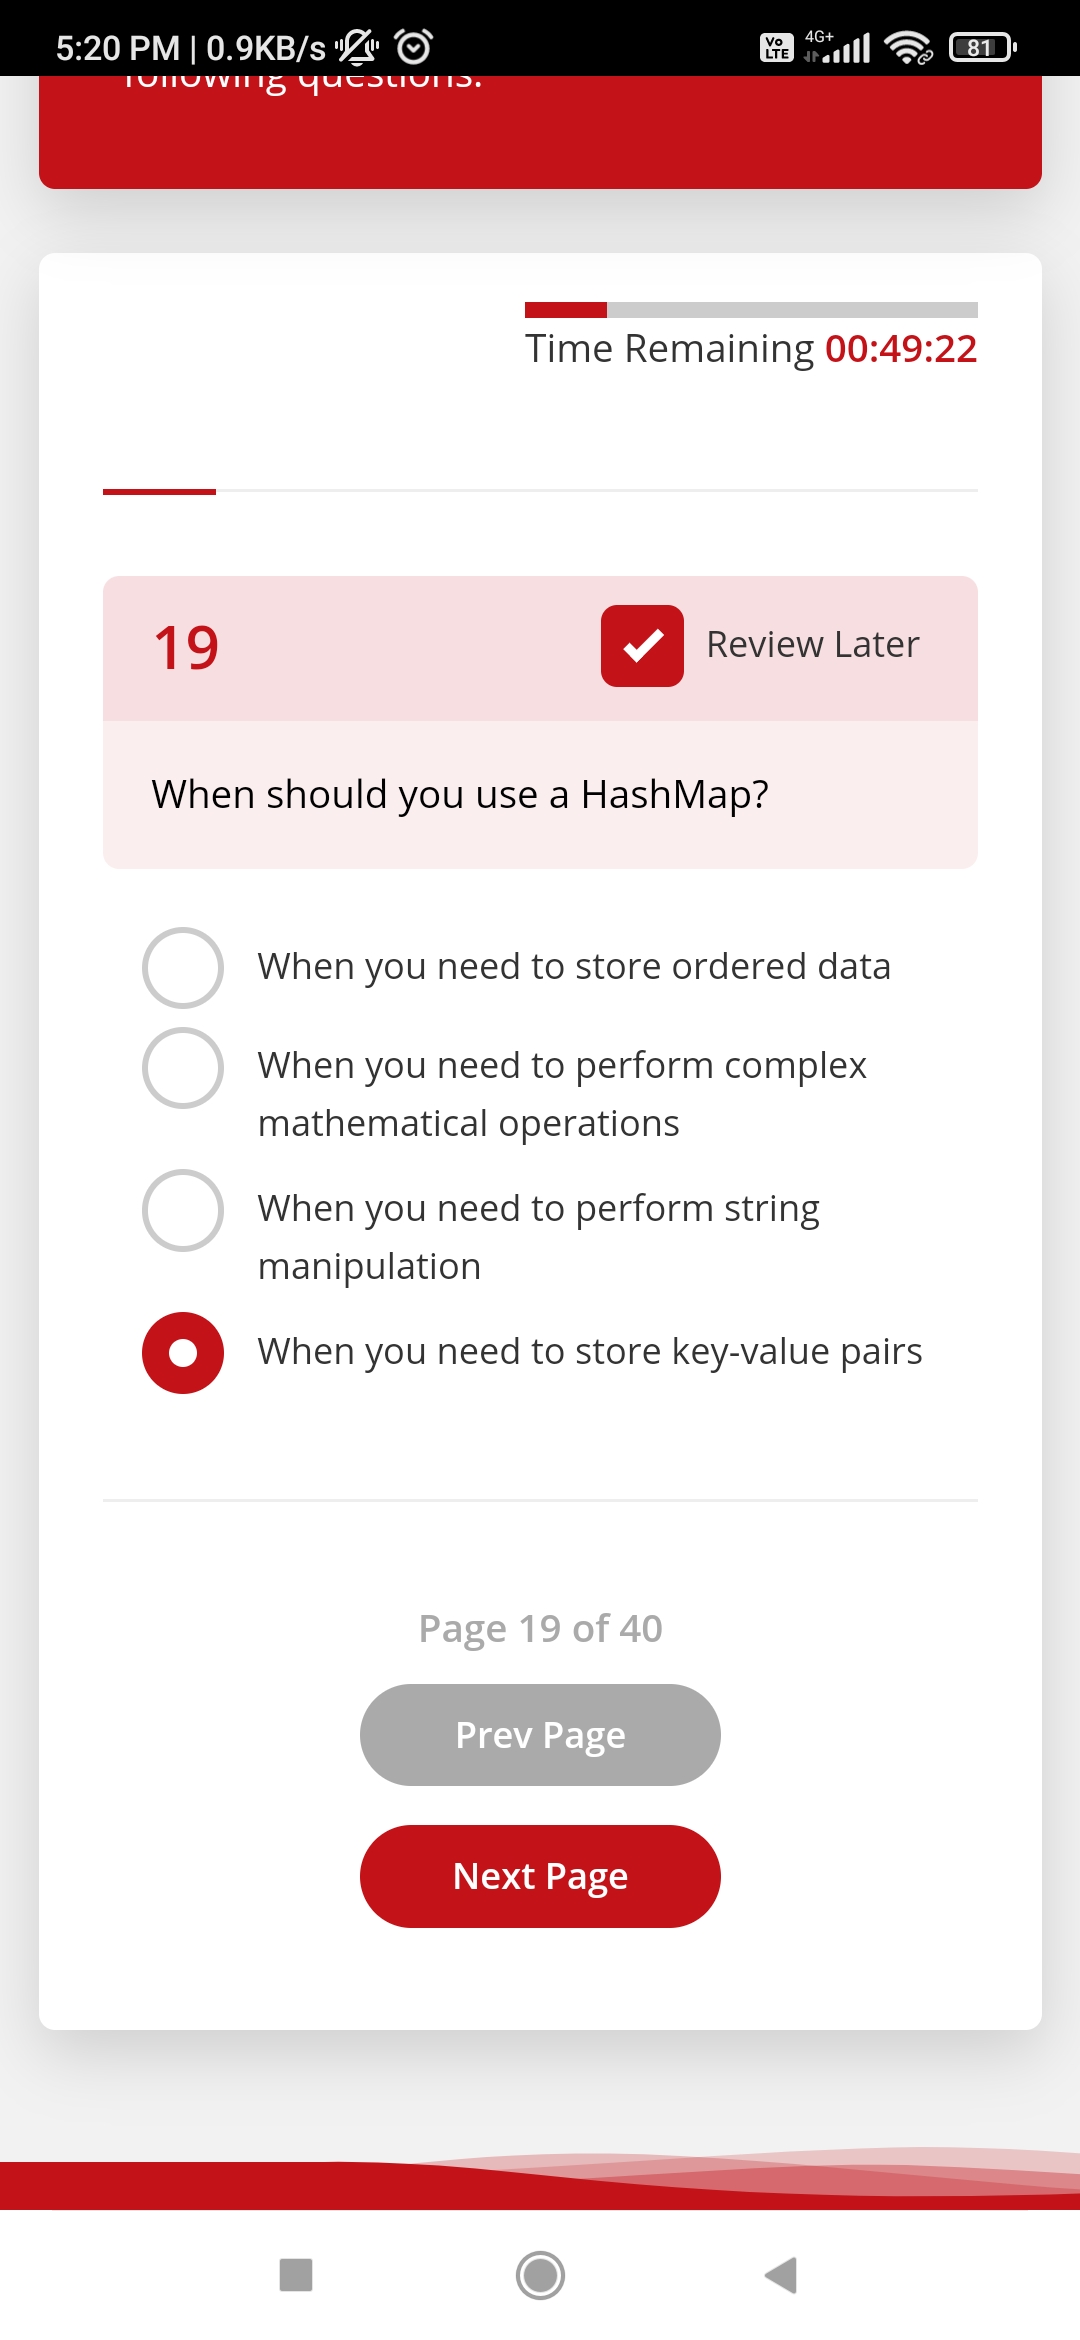 5:20 PM | 0.9KB/s
Vo LTE 4G+ 81
following questions.
Time Remaining 00:49:22
19 Review Later
When should you use a HashMap?
When you need to store ordered data
When you need to perform complex
mathematical operations
When you need to perform string
manipulation
When you need to store key-value pairs
Page 19 of 40
Prev Page
Next Page